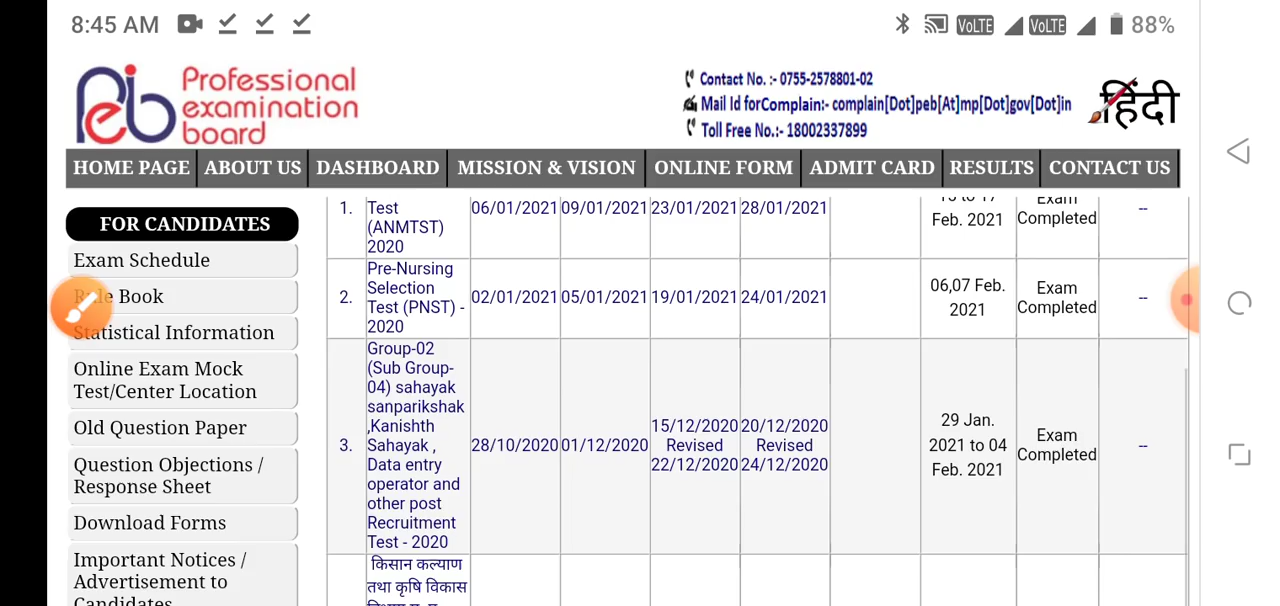 8:45 AM
VoLTE VoLTE 88%
Professional
examination
board
Peb
Contact No. :- 0755-2578801-02
Mail Id forComplain:- complain[Dot]peb[At]mp[Dot]gov[Dot]in
Toll Free No.:- 18002337899
हिंदी
HOME PAGE ABOUT US DASHBOARD MISSION & VISION ONLINE FORM ADMIT CARD RESULTS CONTACT US
FOR CANDIDATES
Exam Schedule
Rule Book
Statistical Information
Online Exam Mock
Test/Center Location
Old Question Paper
Question Objections /
Response Sheet
Download Forms
Important Notices /
Advertisement to
Candidates
1. Test 06/01/2021 09/01/2021 23/01/2021 28/01/2021 Feb. 2021 Exam Completed --
(ANMTST)
2020
Pre-Nursing
Selection
2. Test (PNST) - 02/01/2021 05/01/2021 19/01/2021 24/01/2021 06,07 Feb. 2021 Exam Completed --
2020
Group-02
(Sub Group-
04) sahayak
sanparikshak
,Kanishth
3. Sahayak , 28/10/2020 01/12/2020 15/12/2020 Revised 22/12/2020 20/12/2020 Revised 24/12/2020 29 Jan. 2021 to 04 Feb. 2021 Exam Completed --
Data entry
operator and
other post
Recruitment
Test - 2020
किसान कल्याण
तथा कृषि विकास